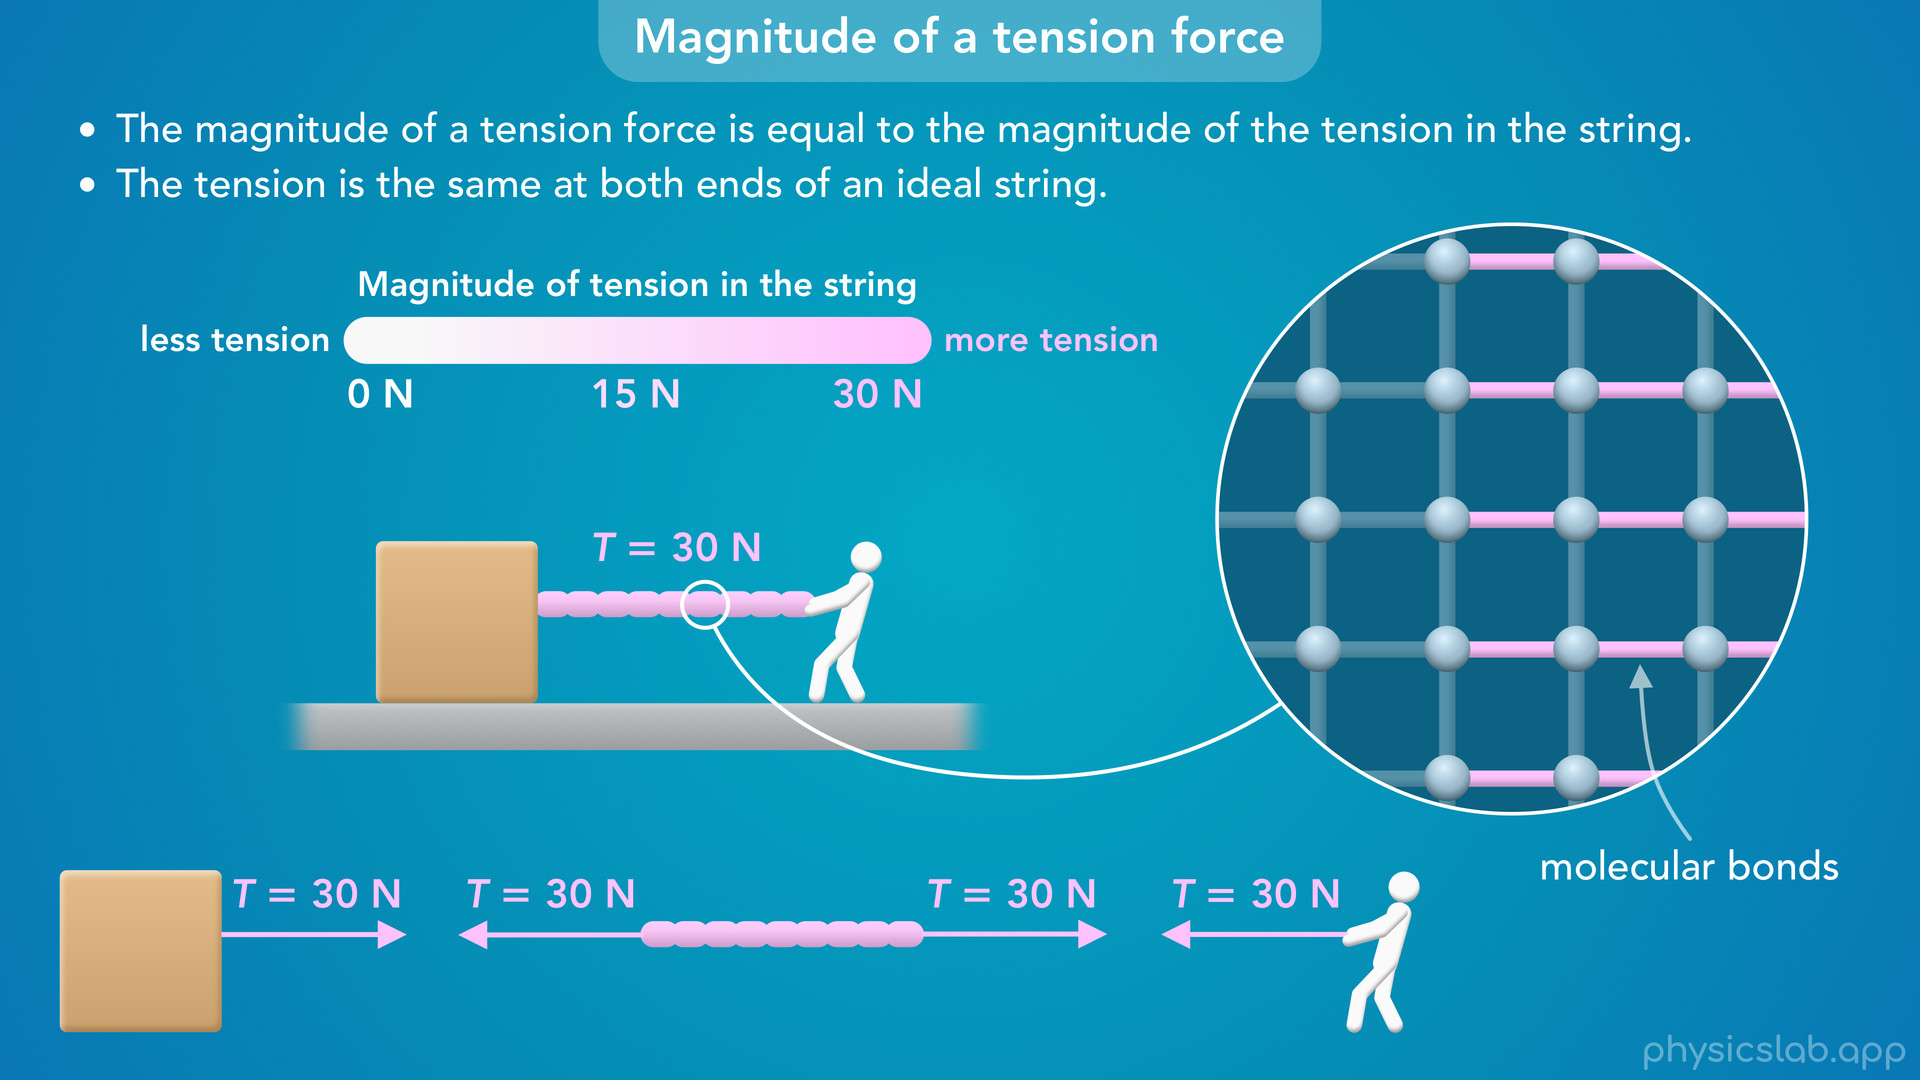 Magnitude of a tension force
• The magnitude of a tension force is equal to the magnitude of the tension in the string.
• The tension is the same at both ends of an ideal string.
Magnitude of tension in the string
less tension
more tension
0 N
15 N
30 N
T = 30 N
molecular bonds
T = 30 N
T = 30 N
T = 30 N
T = 30 N
physicslab.app